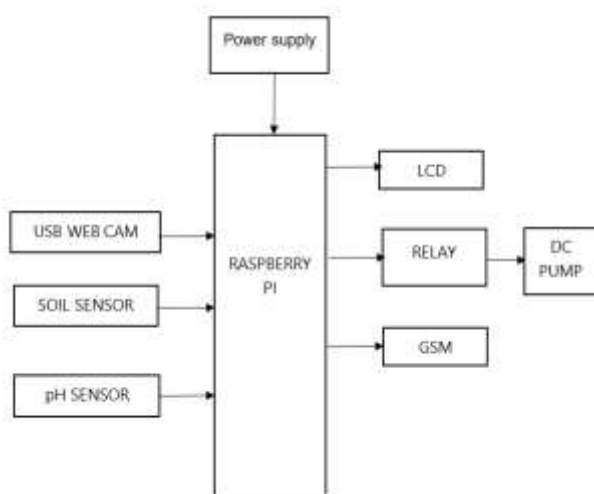 Power supply
LCD
USB WEB CAM
RASPBERRY
PI
RELAY
DC
PUMP
SOIL SENSOR
GSM
pH SENSOR